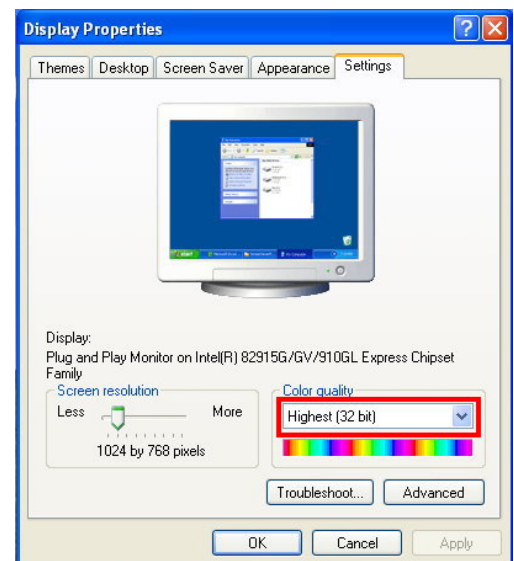 Display Properties
Themes Desktop Screen Saver Appearance Settings
Display:
Plug and Play Monitor on Intel(R) 82915G/GV/910GL Express Chipset
Family
Screen resolution
Less More
1024 by 768 pixels
Color quality
Highest (32 bit)
Troubleshoot... Advanced
OK Cancel Apply